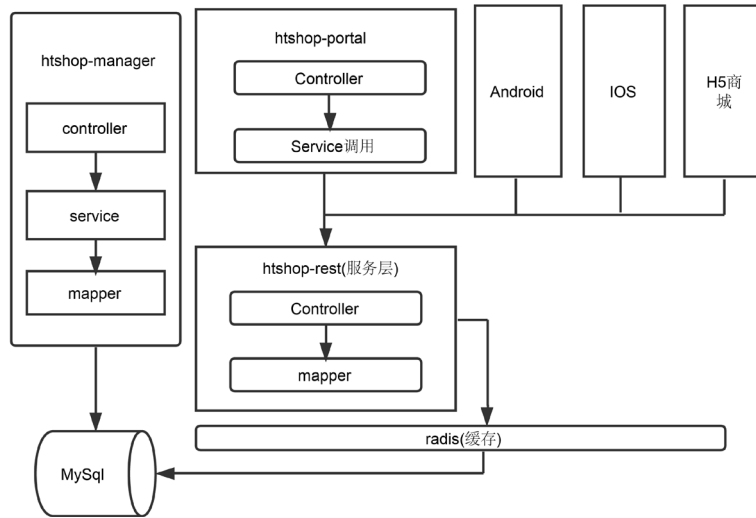 htshop-manager
controller
service
mapper
MySql
htshop-portal
Controller
Service调用
Android
IOS
H5商
城
htshop-rest(服务层)
Controller
mapper
radis(缓存)